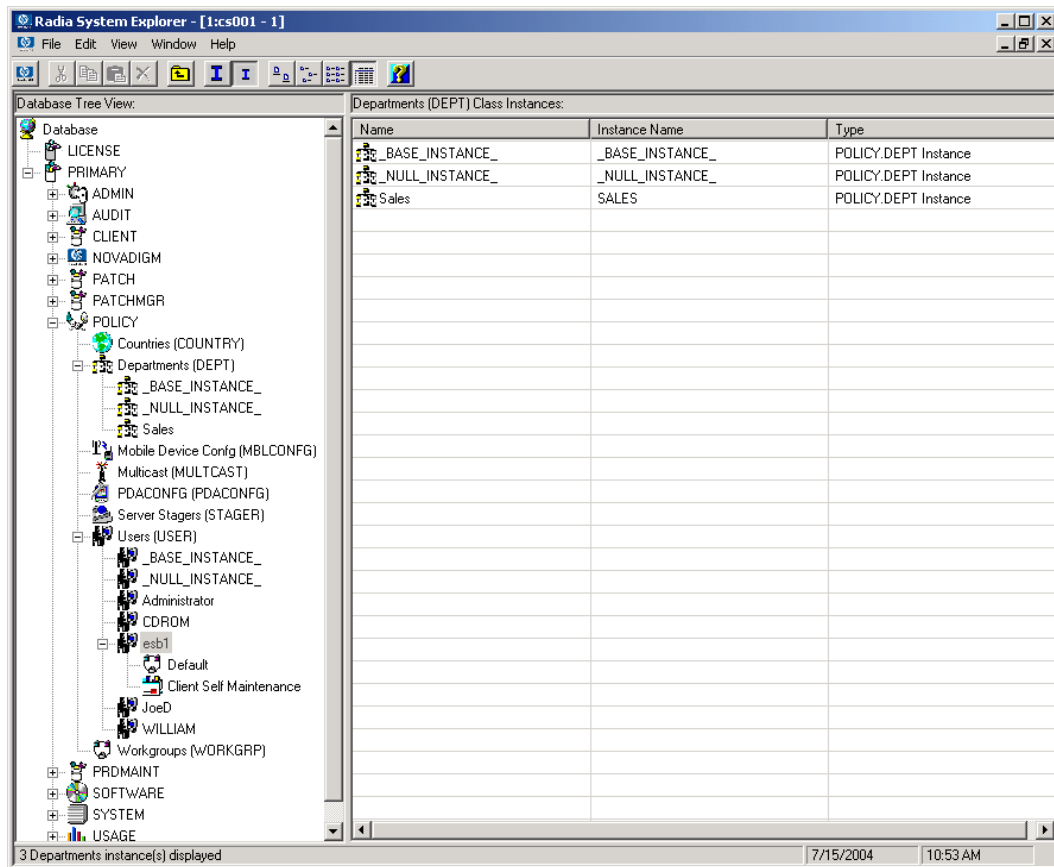 Radia System Explorer - [1:cs001 - 1]
File Edit View Window Help
Database Tree View:
Departments (DEPT) Class Instances:
Database
LICENSE
PRIMARY
ADMIN
AUDIT
CLIENT
NOVADIGM
PATCH
PATCHMGR
POLICY
Countries (COUNTRY)
Departments (DEPT)
_BASE_INSTANCE_
_NULL_INSTANCE_
Sales
Mobile Device Confg (MBLCONFG)
Multicast (MULTCAST)
PDACONFG (PDACONFG)
Server Stagers (STAGER)
Users (USER)
_BASE_INSTANCE_
_NULL_INSTANCE_
Administrator
CDROM
esb1
Default
Client Self Maintenance
JoeD
WILLIAM
Workgroups (WORKGRP)
PRDMAINT
SOFTWARE
SYSTEM
USAGE
Name Instance Name Type
_BASE_INSTANCE_ _BASE_INSTANCE_ POLICY.DEPT Instance
_NULL_INSTANCE_ _NULL_INSTANCE_ POLICY.DEPT Instance
Sales SALES POLICY.DEPT Instance
3 Departments instance(s) displayed 7/15/2004 10:53 AM